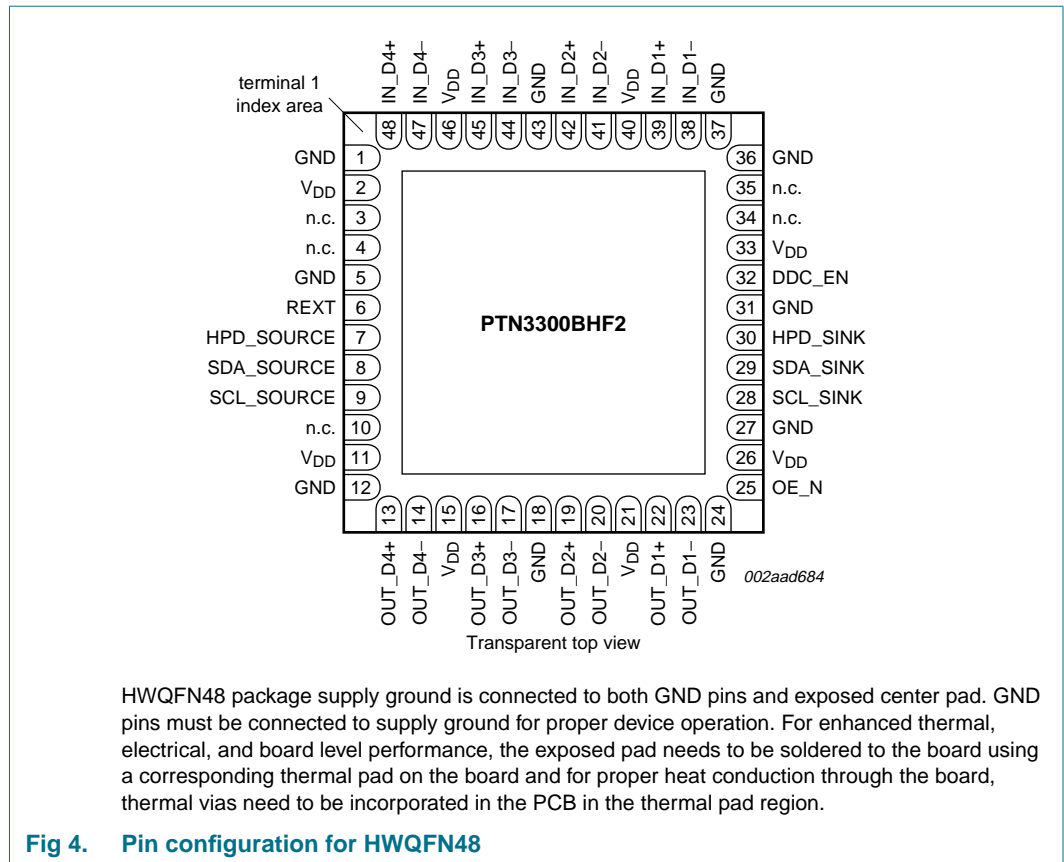 IN_D4+
IN_D4−
VDD
IN_D3+
IN_D3−
GND
IN_D2+
IN_D2−
VDD
IN_D1+
IN_D1−
GND
terminal 1
index area
48
47
46
45
44
43
42
41
40
39
38
37
GND 1
VDD 2
n.c. 3
n.c. 4
GND 5
REXT 6
HPD_SOURCE 7
SDA_SOURCE 8
SCL_SOURCE 9
n.c. 10
VDD 11
GND 12
PTN3300BHF2
36 GND
35 n.c.
34 n.c.
33 VDD
32 DDC_EN
31 GND
30 HPD_SINK
29 SDA_SINK
28 SCL_SINK
27 GND
26 VDD
25 OE_N
13
14
15
16
17
18
19
20
21
22
23
24
OUT_D4+
OUT_D4−
VDD
OUT_D3+
OUT_D3−
GND
OUT_D2+
OUT_D2−
VDD
OUT_D1+
OUT_D1−
GND
002aad684
Transparent top view
HWQFN48 package supply ground is connected to both GND pins and exposed center pad. GND
pins must be connected to supply ground for proper device operation. For enhanced thermal,
electrical, and board level performance, the exposed pad needs to be soldered to the board using
a corresponding thermal pad on the board and for proper heat conduction through the board,
thermal vias need to be incorporated in the PCB in the thermal pad region.
Fig 4. Pin configuration for HWQFN48